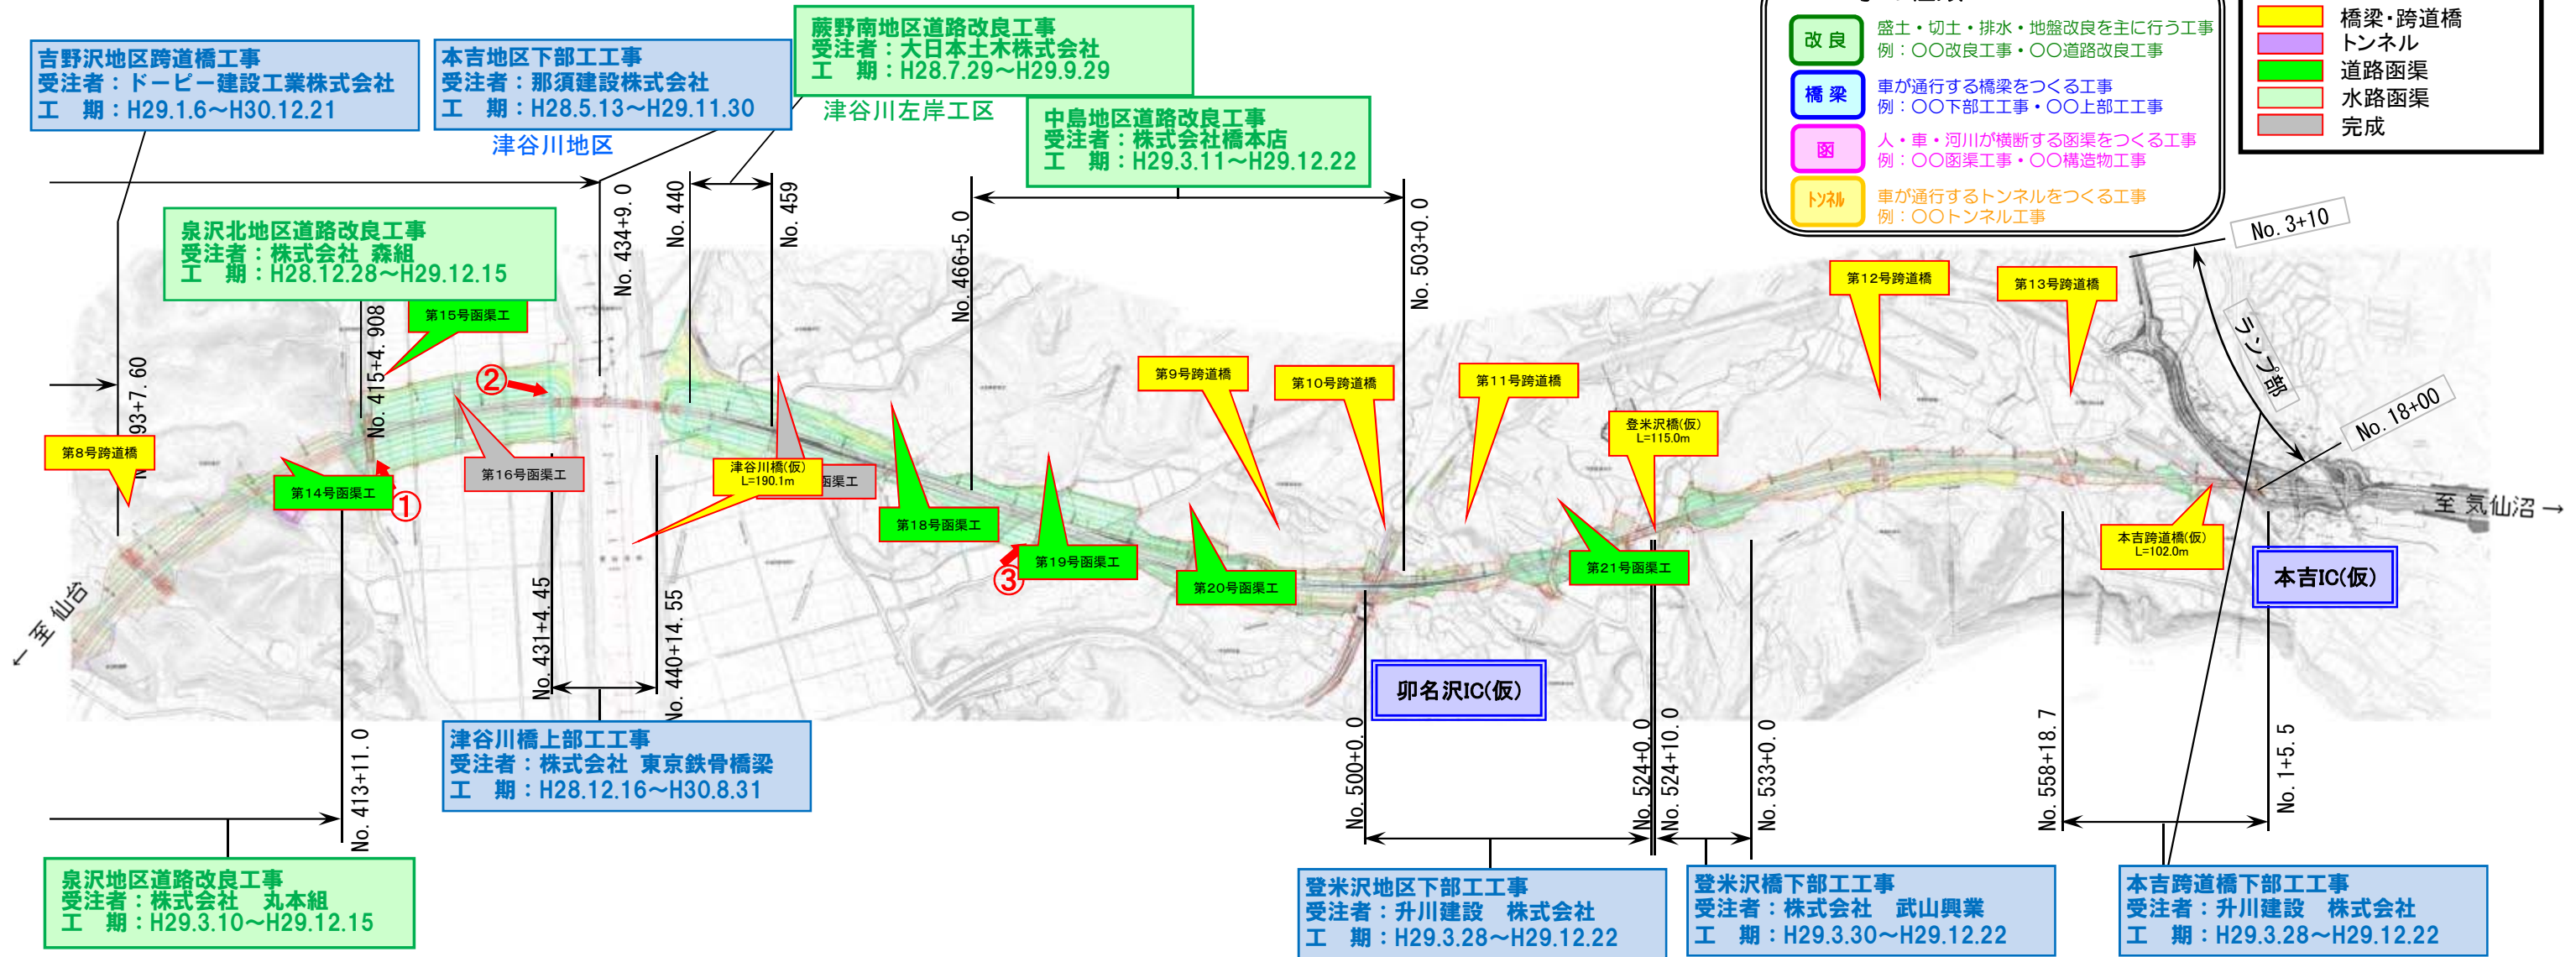 吉野沢地区跨道橋工事
受注者：ドーピー建設工業株式会社
工　期：H29.1.6～H30.12.21
本吉地区下部工工事
受注者：那須建設株式会社
工　期：H28.5.13～H29.11.30
津谷川地区
蕨野南地区道路改良工事
受注者：大日本土木株式会社
工　期：H28.7.29～H29.9.29
津谷川左岸工区
中島地区道路改良工事
受注者：株式会社橋本店
工　期：H29.3.11～H29.12.22
改良
盛土・切土・排水・地盤改良を主に行う工事
例：○○改良工事・○○道路改良工事
橋梁
車が通行する橋梁をつくる工事
例：○○下部工工事・○○上部工工事
函
人・車・河川が横断する函渠をつくる工事
例：○○函渠工事・○○構造物工事
トンネル
車が通行するトンネルをつくる工事
例：○○トンネル工事
橋梁・跨道橋
トンネル
道路函渠
水路函渠
完成
泉沢北地区道路改良工事
受注者：株式会社 森組
工　期：H28.12.28～H29.12.15
No. 434+9. 0
No. 440
No. 459
No. 466+5. 0
No. 503+0. 0
No. 3+10
ランプ部
No. 18+00
93+7. 60
No. 415+4. 908
第15号函渠工
②
第8号跨道橋
第14号函渠工
①
第16号函渠工
津谷川橋(仮)
L=190.1m
函渠工
第18号函渠工
③
第19号函渠工
第9号跨道橋
第20号函渠工
第10号跨道橋
第11号跨道橋
登米沢橋(仮)
L=115.0m
第21号函渠工
第12号跨道橋
第13号跨道橋
本吉跨道橋(仮)
L=102.0m
至 気仙沼 →
本吉IC(仮)
卯名沢IC(仮)
← 至 仙台
No. 413+11. 0
No. 431+4. 45
No. 440+14. 55
No. 500+0. 0
No. 524+0. 0
No. 524+10. 0
No. 533+0. 0
No. 558+18. 7
No. 1+5. 5
津谷川橋上部工工事
受注者：株式会社 東京鉄骨橋梁
工　期：H28.12.16～H30.8.31
泉沢地区道路改良工事
受注者：株式会社　丸本組
工　期：H29.3.10～H29.12.15
登米沢地区下部工工事
受注者：升川建設　株式会社
工　期：H29.3.28～H29.12.22
登米沢橋下部工工事
受注者：株式会社　武山興業
工　期：H29.3.30～H29.12.22
本吉跨道橋下部工工事
受注者：升川建設　株式会社
工　期：H29.3.28～H29.12.22